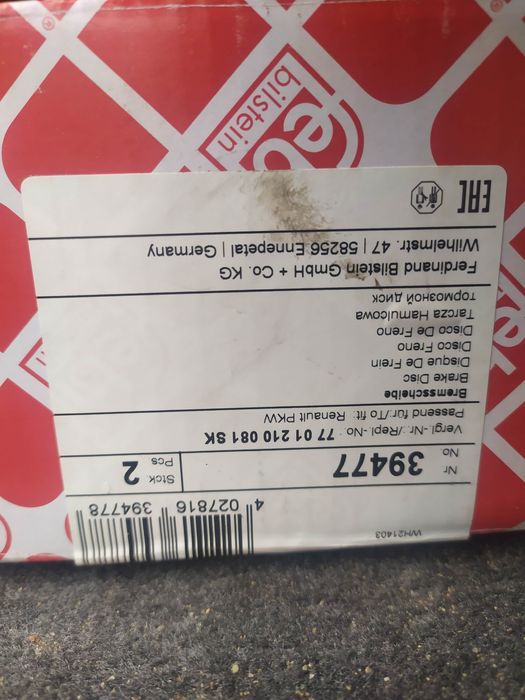 WH21403
Nr
No
39477
Stck.
Pcs
2
4 027816 394778
Vergl.-Nr./Repl.-No.: 77 01 210 081 SK
Passend für:/To fit: Renault PKW
Bremsscheibe
Brake Disc
Disque De Frein
Disco Freno
Disco De Freno
Tarcza Hamulcowa
тормозной диск
Ferdinand Bilstein GmbH + Co. KG
Wilhelmstr. 47 | 58256 Ennepetal | Germany
EAC
bilstein